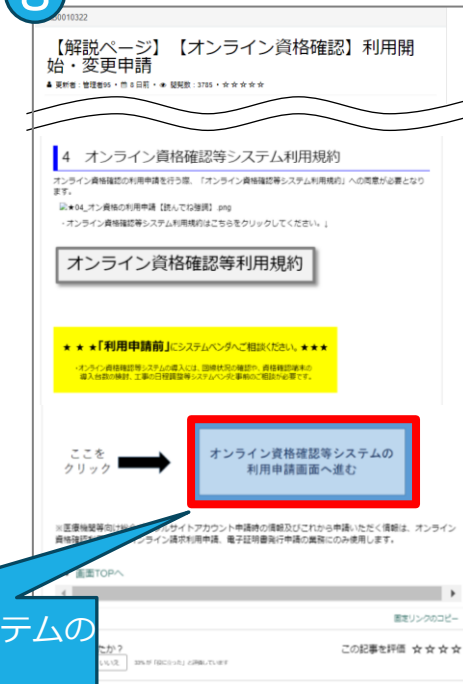 【解説ページ】【オンライン資格確認】利用開
始・変更申請
更新者：管理者95・8日前・閲覧数：3785・☆☆☆☆☆
4 オンライン資格確認等システム利用規約
オンライン資格確認の利用申請を行う際、「オンライン資格確認等システム利用規約」への同意が必要となり
ます。
★04_オン資格の利用申請【読んでね強調】.png
・オンライン資格確認等システム利用規約はこちらをクリックしてください。↓
オンライン資格確認等利用規約
★ ★ ★「利用申請前」にシステムベンダへご相談ください。★★★
・オンライン資格確認等システムの導入には、回線状況の確認や、資格確認端末の
導入台数の検討、工事の日程調整等システムベンダと事前のご相談が必要です。
ここを
クリック
オンライン資格確認等システムの
利用申請画面へ進む
※医療機関等向け
ルサイトアカウント申請時の情報及びこれから申請いただく情報は、オンライン
資格確認
ライン請求利用申請、電子証明書発行申請の業務にのみ使用します。
画面TOPへ
テムの
固定リンクのコピー
たか？
この記事を評価 ☆☆☆☆
いいえ